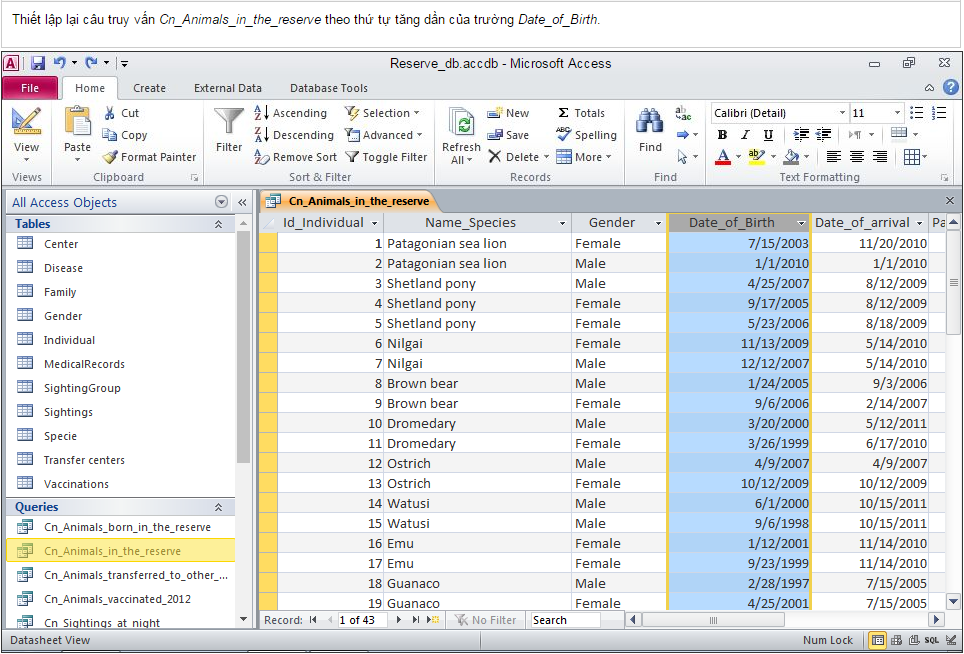 Thiết lập lại câu truy vấn Cn_Animals_in_the_reserve theo thứ tự tăng dần của trường Date_of_Birth.
Reserve_db.accdb - Microsoft Access
File Home Create External Data Database Tools
View
Views
Paste
Cut
Copy
Format Painter
Clipboard
Filter
Ascending
Descending
Remove Sort
Selection
Advanced
Toggle Filter
Sort & Filter
Refresh All
New
Save
Delete
Totals
Spelling
More
Records
Find
Find
Calibri (Detail) 11
B I U
Text Formatting
All Access Objects
Tables
Center
Disease
Family
Gender
Individual
MedicalRecords
SightingGroup
Sightings
Specie
Transfer centers
Vaccinations
Queries
Cn_Animals_born_in_the_reserve
Cn_Animals_in_the_reserve
Cn_Animals_transferred_to_other_...
Cn_Animals_vaccinated_2012
Cn_Sightings_at_night
Cn_Animals_in_the_reserve
Id_Individual Name_Species Gender Date_of_Birth Date_of_arrival Pa
1 Patagonian sea lion Female 7/15/2003 11/20/2010
2 Patagonian sea lion Male 1/1/2010 1/1/2010
3 Shetland pony Male 4/25/2007 8/12/2009
4 Shetland pony Female 9/17/2005 8/12/2009
5 Shetland pony Female 5/23/2006 8/18/2009
6 Nilgai Female 11/13/2009 5/14/2010
7 Nilgai Male 12/12/2007 5/14/2010
8 Brown bear Male 1/24/2005 9/3/2006
9 Brown bear Female 9/6/2006 2/14/2007
10 Dromedary Male 3/20/2000 5/12/2011
11 Dromedary Female 3/26/1999 6/17/2010
12 Ostrich Male 4/9/2007 4/9/2007
13 Ostrich Female 10/12/2009 10/12/2009
14 Watusi Male 6/1/2000 10/15/2011
15 Watusi Male 9/6/1998 10/15/2011
16 Emu Female 1/12/2001 11/14/2010
17 Emu Female 9/23/1999 11/14/2010
18 Guanaco Male 2/28/1997 7/15/2005
19 Guanaco Female 4/25/2001 7/15/2005
Record: 1 of 43 No Filter Search
Datasheet View Num Lock SQL